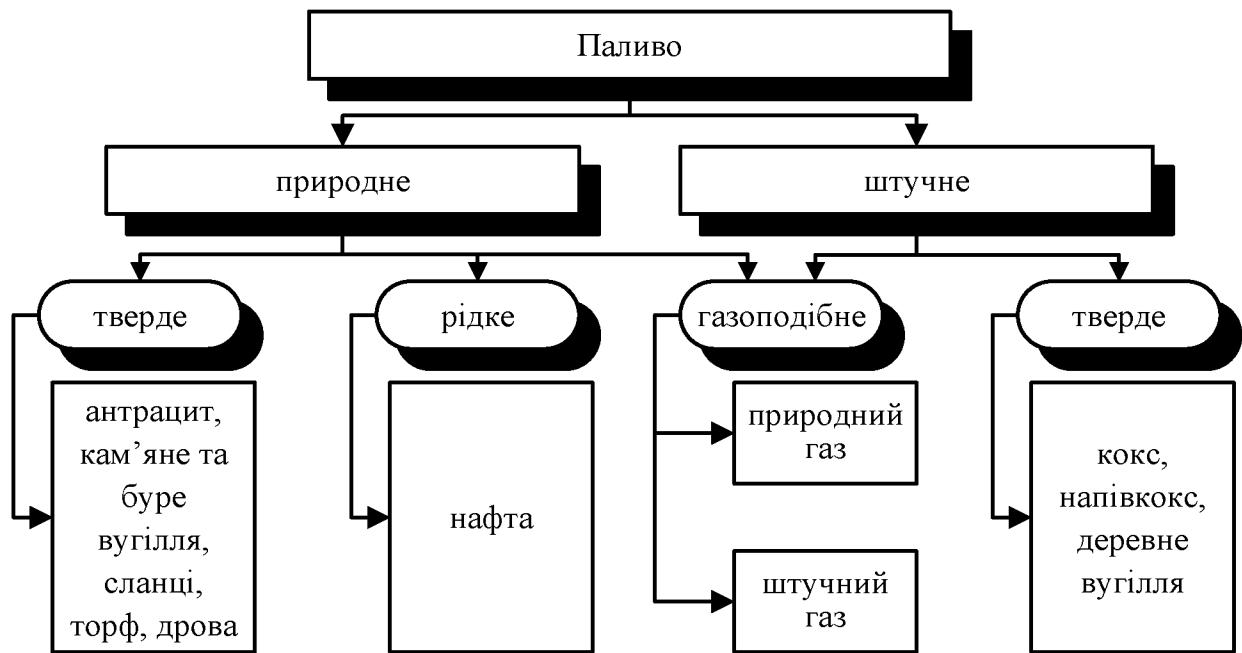 Паливо
природне
штучне
тверде
рідке
газоподібне
тверде
антрацит,
кам’яне та
буре
вугілля,
сланці,
торф, дрова
нафта
природний
газ
штучний
газ
кокс,
напівкокс,
деревне
вугілля